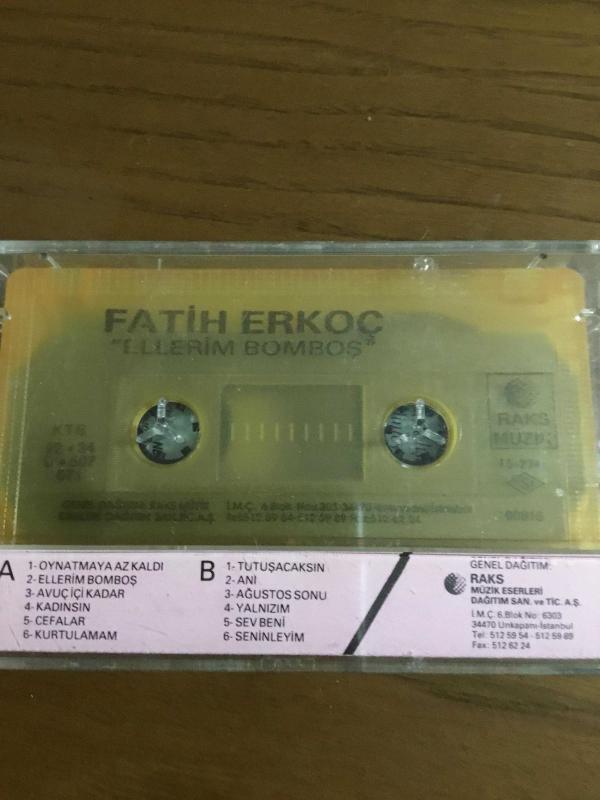 FATİH ERKOÇ
"ELLERİM BOMBOŞ"
RAKS
MÜZİK
A
1- OYNATMAYA AZ KALDI
2- ELLERİM BOMBOŞ
3- AVUÇ İÇİ KADAR
4- KADINSIN
5- CEFALAR
6- KURTULAMAM
B
1- TUTUŞACAKSIN
2- ANI
3- AĞUSTOS SONU
4- YALNIZIM
5- SEV BENİ
6- SENİNLEYİM
GENEL DAĞITIM:
RAKS
MÜZİK ESERLERİ
DAĞITIM SAN. ve TİC. A.Ş.
İ.M.Ç. 6.Blok No: 6303
34470 Unkapanı-İstanbul
Tel: 512 59 54 - 512 59 89
Fax: 512 62 24